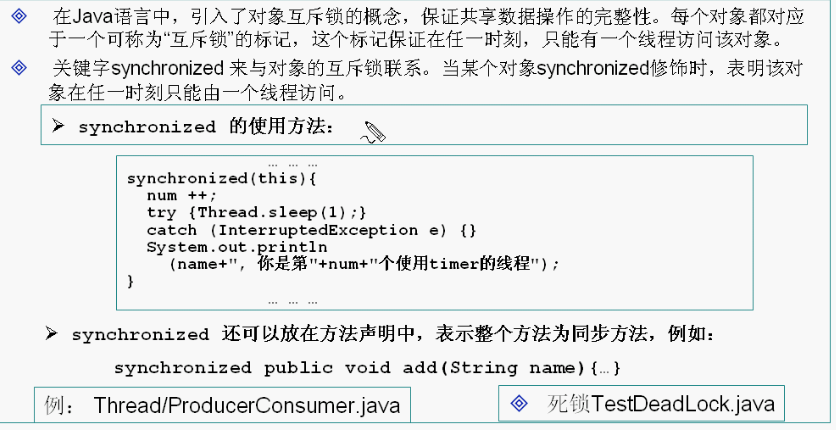 在Java语言中，引入了对象互斥锁的概念，保证共享数据操作的完整性。每个对象都对应
于一个可称为“互斥锁”的标记，这个标记保证在任一时刻，只能有一个线程访问该对象。
关键字synchronized 来与对象的互斥锁联系。当某个对象synchronized修饰时，表明该对
象在任一时刻只能由一个线程访问。
synchronized 的使用方法：
… … …
synchronized(this){
num ++;
try {Thread.sleep(1);}
catch (InterruptedException e) {}
System.out.println
(name+", 你是第"+num+"个使用timer的线程");
}
… … …
synchronized 还可以放在方法声明中，表示整个方法为同步方法，例如：
synchronized public void add(String name){…}
例： Thread/ProducerConsumer.java
死锁TestDeadLock.java